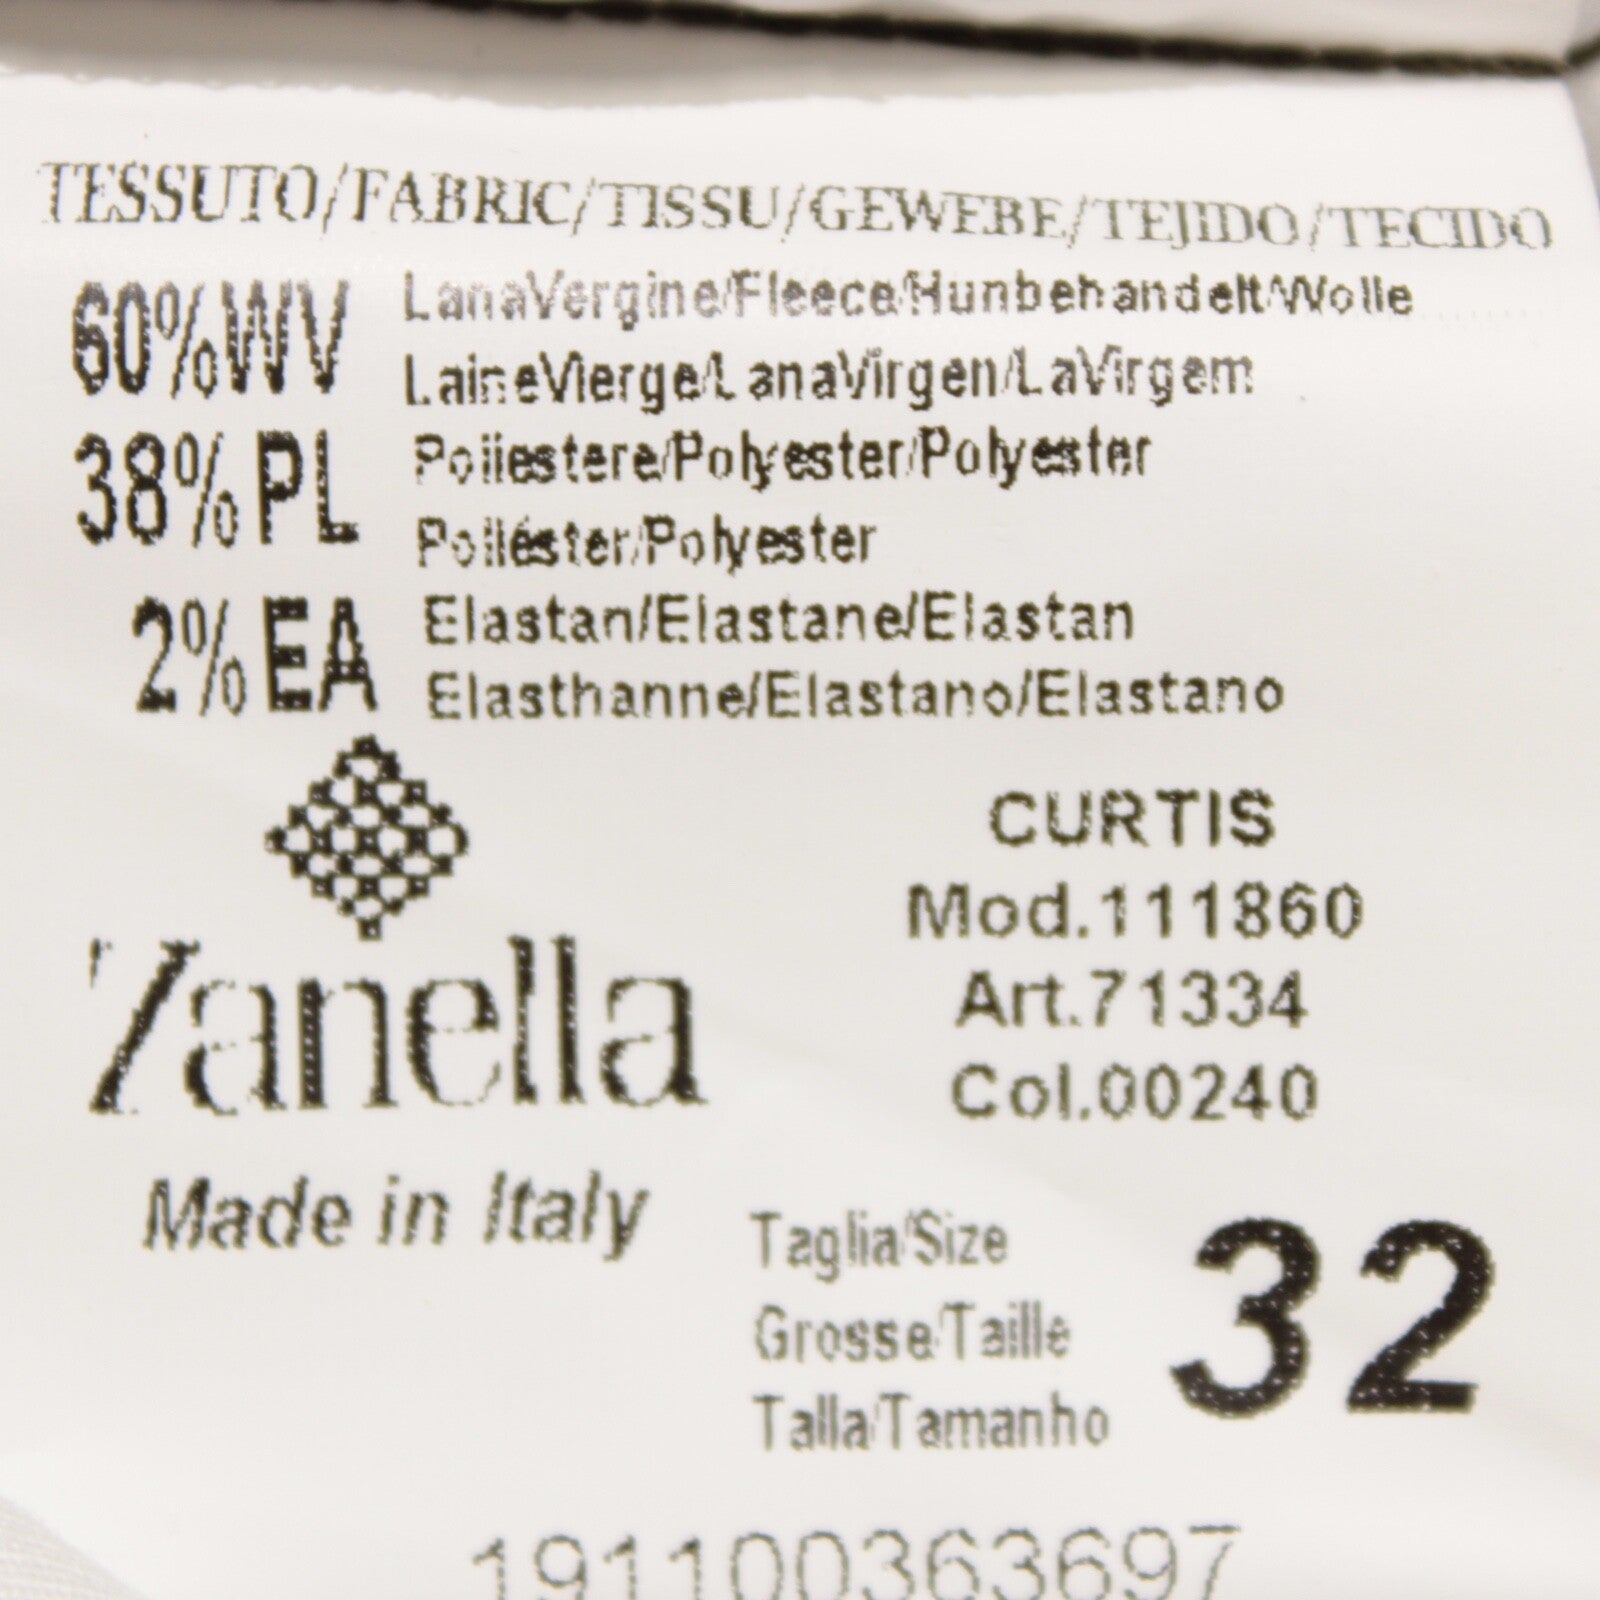 TESSUTO/FABRIC/TISSU/GEWEBE/TEJIDO/TECIDO
60%WV LanaVergine/Fleece/Hunbehandelt/Wolle
LaineVierge/LanaVirgen/LaVirgem
38%PL Poliestere/Polyester/Polyester
Poliéster/Polyester
2%EA Elastan/Elastane/Elastan
Elasthanne/Elastano/Elastano
CURTIS
Mod.111860
Zanella
Art.71334
Col.00240
Made in Italy
Taglia/Size
Grosse/Taille
Talla/Tamanho
32
191100363697